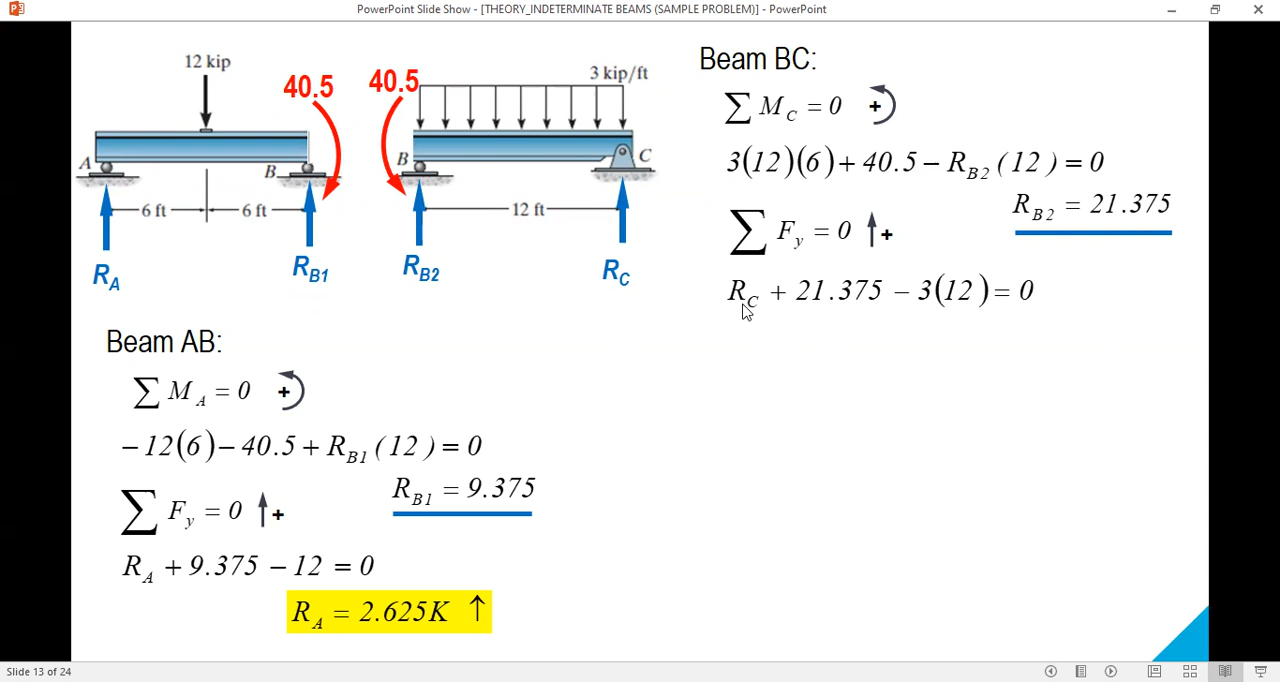 PowerPoint Slide Show - [THEORY_INDETERMINATE BEAMS (SAMPLE PROBLEM)] - PowerPoint
12 kip
40.5
40.5
3 kip/ft
A
B
B
C
6 ft
6 ft
12 ft
R_A
R_B1
R_B2
R_C
Beam AB:
∑ M_A = 0 +
−12(6) − 40.5 + R_B1 (12) = 0
R_B1 = 9.375
∑ F_y = 0 ↑+
R_A + 9.375 − 12 = 0
R_A = 2.625K ↑
Beam BC:
∑ M_C = 0 +
3(12)(6) + 40.5 − R_B2 (12) = 0
R_B2 = 21.375
∑ F_y = 0 ↑+
R_C + 21.375 − 3(12) = 0
Slide 13 of 24